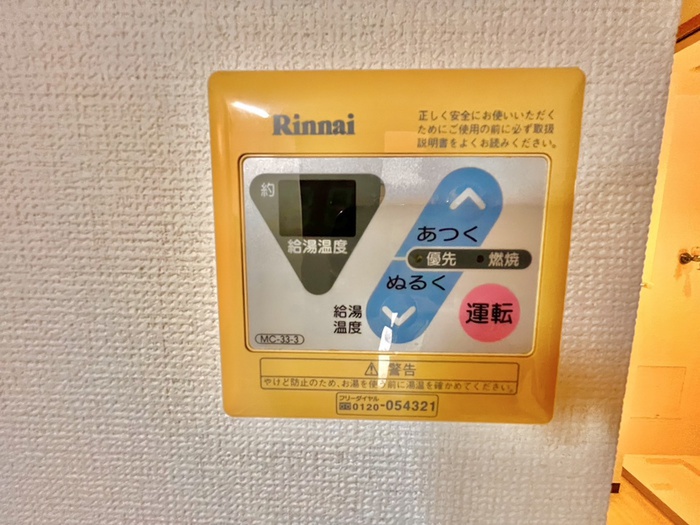 Rinnai
正しく安全にお使いいただく
ためにご使用の前に必ず取扱
説明書をよくお読みください。
約
給湯温度
あつく
優先 燃焼
ぬるく
給湯
温度
運転
MC-33-3
⚠警告
やけど防止のため、お湯を使う前に湯温を確かめてください。
フリーダイヤル
0120-054321